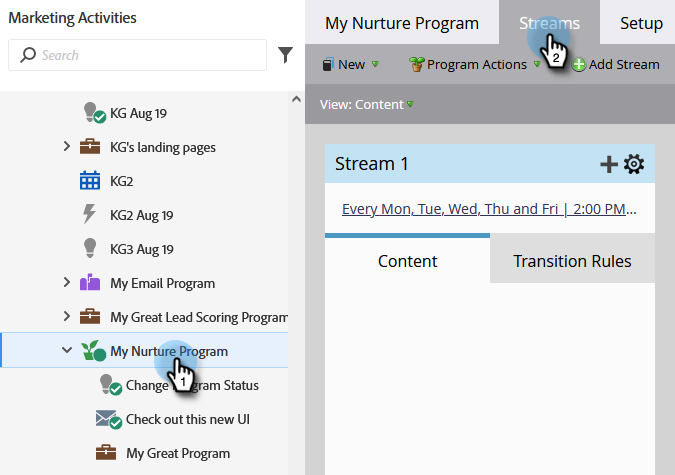 Marketing Activities
Search
KG Aug 19
KG's landing pages
KG2
KG2 Aug 19
KG3 Aug 19
My Email Program
My Great Lead Scoring Program
My Nurture Program
1
Change Program Status
Check out this new UI
My Great Program
My Nurture Program Streams Setup
2
New Program Actions Add Stream
View: Content
Stream 1
Every Mon, Tue, Wed, Thu and Fri | 2:00 PM...
Content Transition Rules